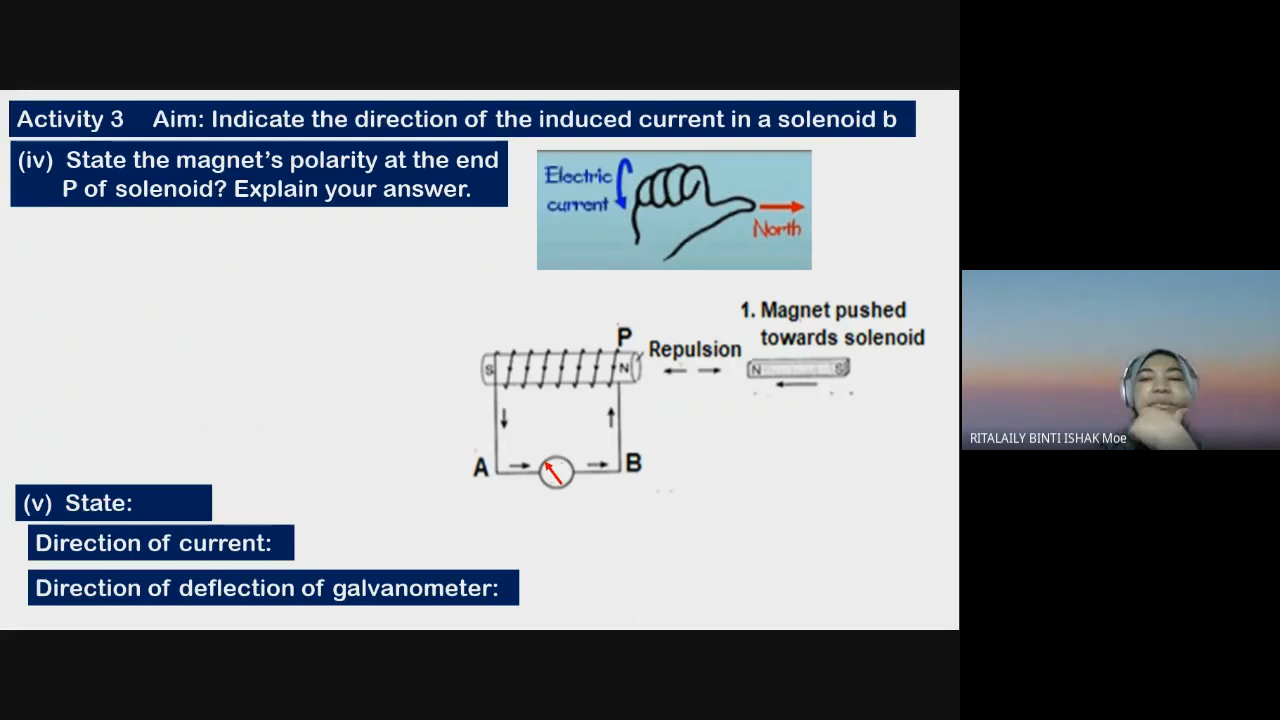 Activity 3 Aim: Indicate the direction of the induced current in a solenoid b
(iv) State the magnet's polarity at the end
P of solenoid? Explain your answer.
Electric
current
North
1. Magnet pushed
towards solenoid
P
Repulsion
S
N
N
S
A
B
(v) State:
Direction of current:
Direction of deflection of galvanometer:
RITALAILY BINTI ISHAK Moe